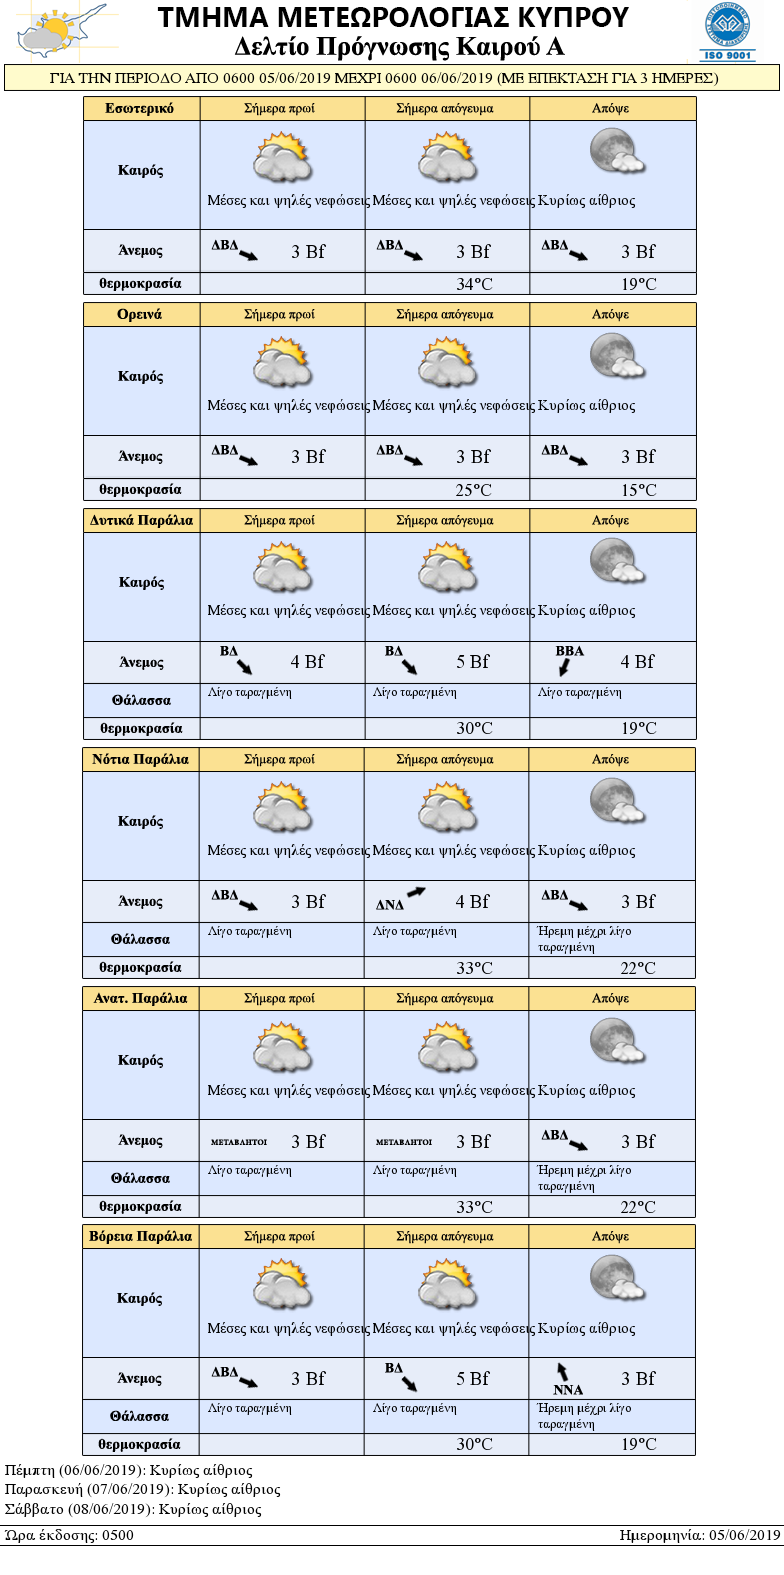 ΤΜΗΜΑ ΜΕΤΕΩΡΟΛΟΓΙΑΣ ΚΥΠΡΟΥ
Δελτίο Πρόγνωσης Καιρού Α
ISO 9001
ΓΙΑ ΤΗΝ ΠΕΡΙΟΔΟ ΑΠΟ 0600 05/06/2019 ΜΕΧΡΙ 0600 06/06/2019 (ΜΕ ΕΠΕΚΤΑΣΗ ΓΙΑ 3 ΗΜΕΡΕΣ)
Εσωτερικό Σήμερα πρωί Σήμερα απόγευμα Απόψε
Καιρός
Μέσες και ψηλές νεφώσεις Μέσες και ψηλές νεφώσεις Κυρίως αίθριος
Άνεμος ΔΒΔ 3 Bf ΔΒΔ 3 Bf ΔΒΔ 3 Bf
θερμοκρασία 34°C 19°C
Ορεινά Σήμερα πρωί Σήμερα απόγευμα Απόψε
Καιρός
Μέσες και ψηλές νεφώσεις Μέσες και ψηλές νεφώσεις Κυρίως αίθριος
Άνεμος ΔΒΔ 3 Bf ΔΒΔ 3 Bf ΔΒΔ 3 Bf
θερμοκρασία 25°C 15°C
Δυτικά Παράλια Σήμερα πρωί Σήμερα απόγευμα Απόψε
Καιρός
Μέσες και ψηλές νεφώσεις Μέσες και ψηλές νεφώσεις Κυρίως αίθριος
Άνεμος ΒΔ 4 Bf ΒΔ 5 Bf ΒΒΑ 4 Bf
Θάλασσα Λίγο ταραγμένη Λίγο ταραγμένη Λίγο ταραγμένη
θερμοκρασία 30°C 19°C
Νότια Παράλια Σήμερα πρωί Σήμερα απόγευμα Απόψε
Καιρός
Μέσες και ψηλές νεφώσεις Μέσες και ψηλές νεφώσεις Κυρίως αίθριος
Άνεμος ΔΒΔ 3 Bf ΔΝΔ 4 Bf ΔΒΔ 3 Bf
Θάλασσα Λίγο ταραγμένη Λίγο ταραγμένη Ήρεμη μέχρι λίγο
ταραγμένη
θερμοκρασία 33°C 22°C
Ανατ. Παράλια Σήμερα πρωί Σήμερα απόγευμα Απόψε
Καιρός
Μέσες και ψηλές νεφώσεις Μέσες και ψηλές νεφώσεις Κυρίως αίθριος
Άνεμος ΜΕΤΑΒΛΗΤΟΙ 3 Bf ΜΕΤΑΒΛΗΤΟΙ 3 Bf ΔΒΔ 3 Bf
Θάλασσα Λίγο ταραγμένη Λίγο ταραγμένη Ήρεμη μέχρι λίγο
ταραγμένη
θερμοκρασία 33°C 22°C
Βόρεια Παράλια Σήμερα πρωί Σήμερα απόγευμα Απόψε
Καιρός
Μέσες και ψηλές νεφώσεις Μέσες και ψηλές νεφώσεις Κυρίως αίθριος
Άνεμος ΔΒΔ 3 Bf ΒΔ 5 Bf ΝΝΑ 3 Bf
Θάλασσα Λίγο ταραγμένη Λίγο ταραγμένη Ήρεμη μέχρι λίγο
ταραγμένη
θερμοκρασία 30°C 19°C
Πέμπτη (06/06/2019): Κυρίως αίθριος
Παρασκευή (07/06/2019): Κυρίως αίθριος
Σάββατο (08/06/2019): Κυρίως αίθριος
Ώρα έκδοσης: 0500 Ημερομηνία: 05/06/2019